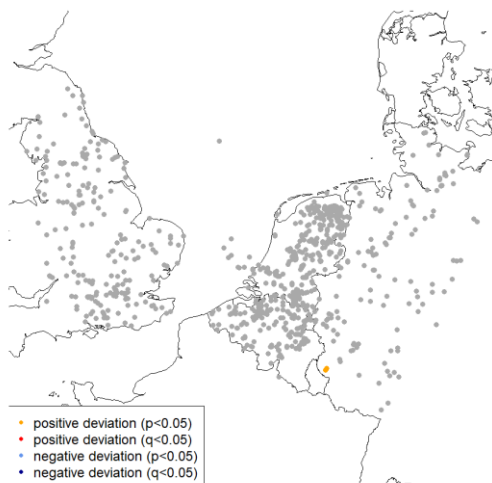 positive deviation (p<0.05)
positive deviation (q<0.05)
negative deviation (p<0.05)
negative deviation (q<0.05)